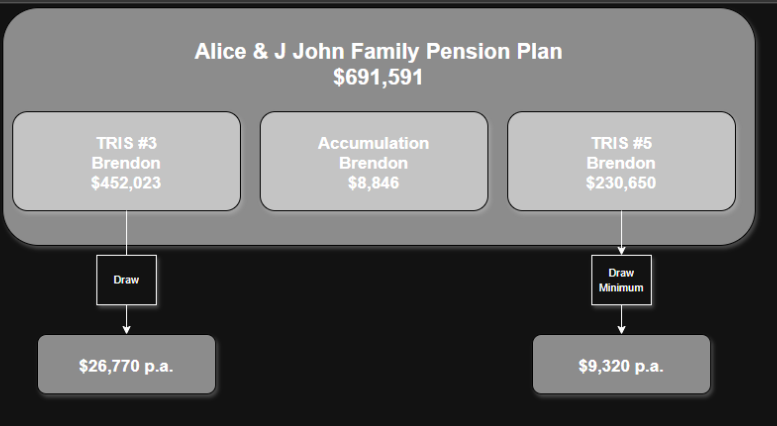 Alice & J John Family Pension Plan
$691,591
TRIS #3
Brendon
$452,023
Accumulation
Brendon
$8,846
TRIS #5
Brendon
$230,650
Draw
Draw
Minimum
$26,770 p.a.
$9,320 p.a.